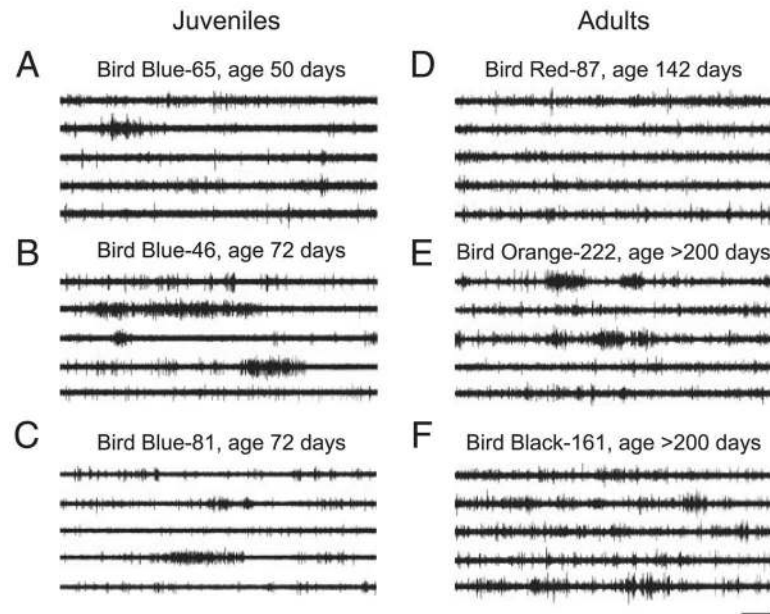 Juveniles
Adults
A
Bird Blue-65, age 50 days
D
Bird Red-87, age 142 days
B
Bird Blue-46, age 72 days
E
Bird Orange-222, age >200 days
C
Bird Blue-81, age 72 days
F
Bird Black-161, age >200 days